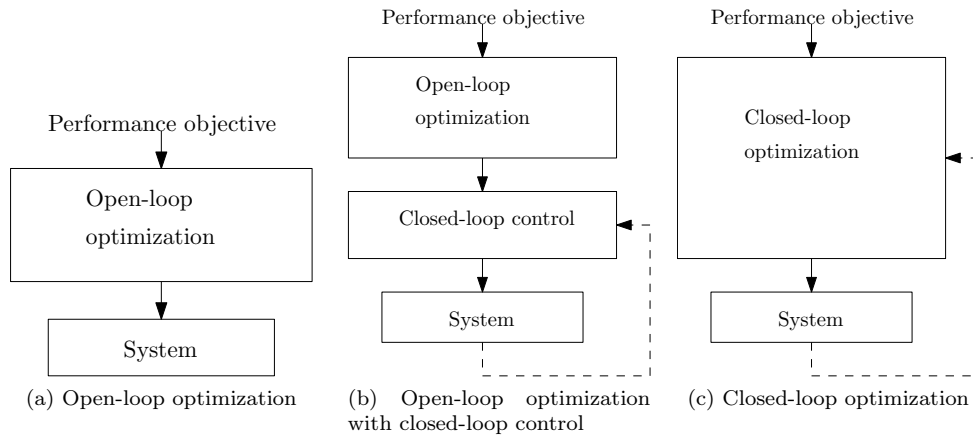 Performance objective
Open-loop
optimization
System
(a) Open-loop optimization
Performance objective
Open-loop
optimization
Closed-loop control
System
(b) Open-loop optimization
with closed-loop control
Performance objective
Closed-loop
optimization
System
(c) Closed-loop optimization